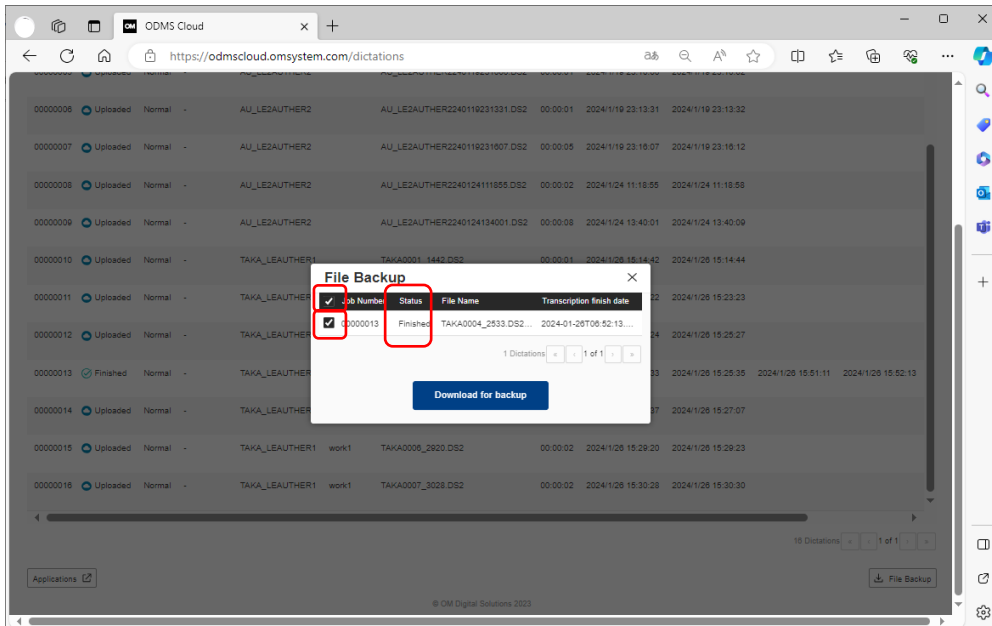 OM ODMS Cloud
https://odmscloud.omsystem.com/dictations
00000006 Uploaded Normal - AU_LE2AUTHER2 AU_LE2AUTHER2240119231331.DS2 00:00:01 2024/1/19 23:13:31 2024/1/19 23:13:32
00000007 Uploaded Normal - AU_LE2AUTHER2 AU_LE2AUTHER2240119231607.DS2 00:00:05 2024/1/19 23:16:07 2024/1/19 23:16:12
00000008 Uploaded Normal - AU_LE2AUTHER2 AU_LE2AUTHER2240124111855.DS2 00:00:02 2024/1/24 11:18:55 2024/1/24 11:18:58
00000009 Uploaded Normal - AU_LE2AUTHER2 AU_LE2AUTHER2240124134001.DS2 00:00:08 2024/1/24 13:40:01 2024/1/24 13:40:09
00000010 Uploaded Normal - TAKA_LEAUTHER1 TAKA0001_1442.DS2 00:00:01 2024/1/26 15:14:42 2024/1/26 15:14:44
File Backup
Job Number Status File Name Transcription finish date
00000011 Uploaded Normal - TAKA_LEAUTHE 22 2024/1/26 15:23:23
00000013 Finished TAKA0004_2533.DS2... 2024-01-26T06:52:13....
00000012 Uploaded Normal - TAKA_LEAUTHE 24 2024/1/26 15:25:27
1 Dictations « ‹ 1 of 1 › »
00000013 Finished Normal - TAKA_LEAUTHE 33 2024/1/26 15:25:35 2024/1/26 15:51:11 2024/1/26 15:52:13
Download for backup
00000014 Uploaded Normal - TAKA_LEAUTHE 37 2024/1/26 15:27:07
00000015 Uploaded Normal - TAKA_LEAUTHER1 work1 TAKA0006_2920.DS2 00:00:02 2024/1/26 15:29:20 2024/1/26 15:29:23
00000016 Uploaded Normal - TAKA_LEAUTHER1 work1 TAKA0007_3028.DS2 00:00:02 2024/1/26 15:30:28 2024/1/26 15:30:30
16 Dictations « ‹ 1 of 1 › »
Applications File Backup
© OM Digital Solutions 2023